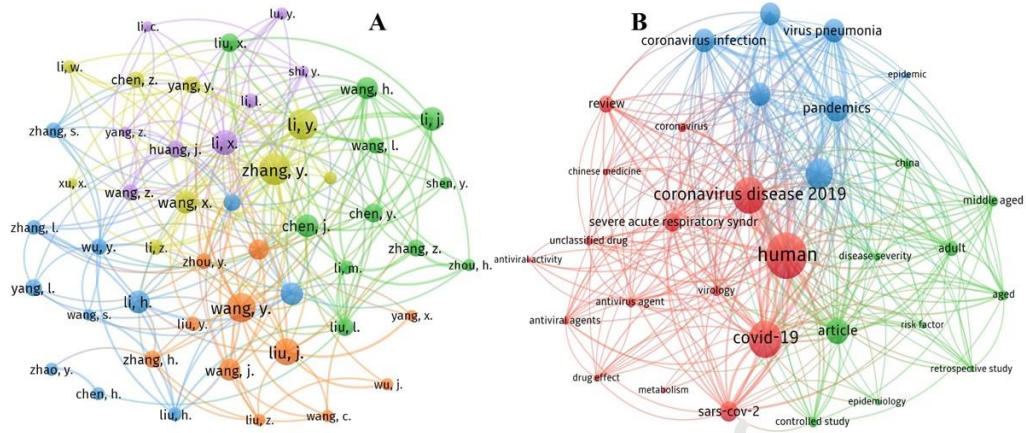 A
lu, y.
li, c.
liu, x.
li, w.
shi, y.
chen, z.
yang, y.
wang, h.
li, l.
li, j.
zhang, s.
yang, z.
li, y.
huang, j.
li, x.
wang, l.
zhang, y.
xu, x.
wang, z.
shen, y.
wang, x.
chen, y.
zhang, l.
chen, j.
wu, y.
li, z.
zhang, z.
zhou, y.
li, m.
zhou, h.
yang, l.
li, h.
wang, s.
wang, y.
liu, y.
liu, l.
yang, x.
zhang, h.
liu, j.
zhao, y.
wang, j.
wu, j.
chen, h.
liu, h.
liu, z.
wang, c.
B
virus pneumonia
coronavirus infection
epidemic
review
pandemics
coronavirus
china
chinese medicine
coronavirus disease 2019
middle aged
severe acute respiratory syndr
unclassified drug
adult
human
disease severity
antiviral activity
virology
aged
antivirus agent
antiviral agents
risk factor
covid-19
article
retrospective study
drug effect
metabolism
epidemiology
sars-cov-2
controlled study